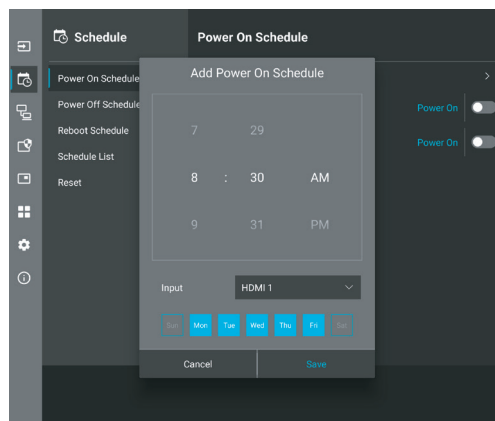 Schedule
Power On Schedule
Power On Schedule
Power Off Schedule
Reboot Schedule
Schedule List
Reset
Power On
Power On
Add Power On Schedule
7 29
8 : 30 AM
9 31 PM
Input HDMI 1
Sun Mon Tue Wed Thu Fri Sat
Cancel Save